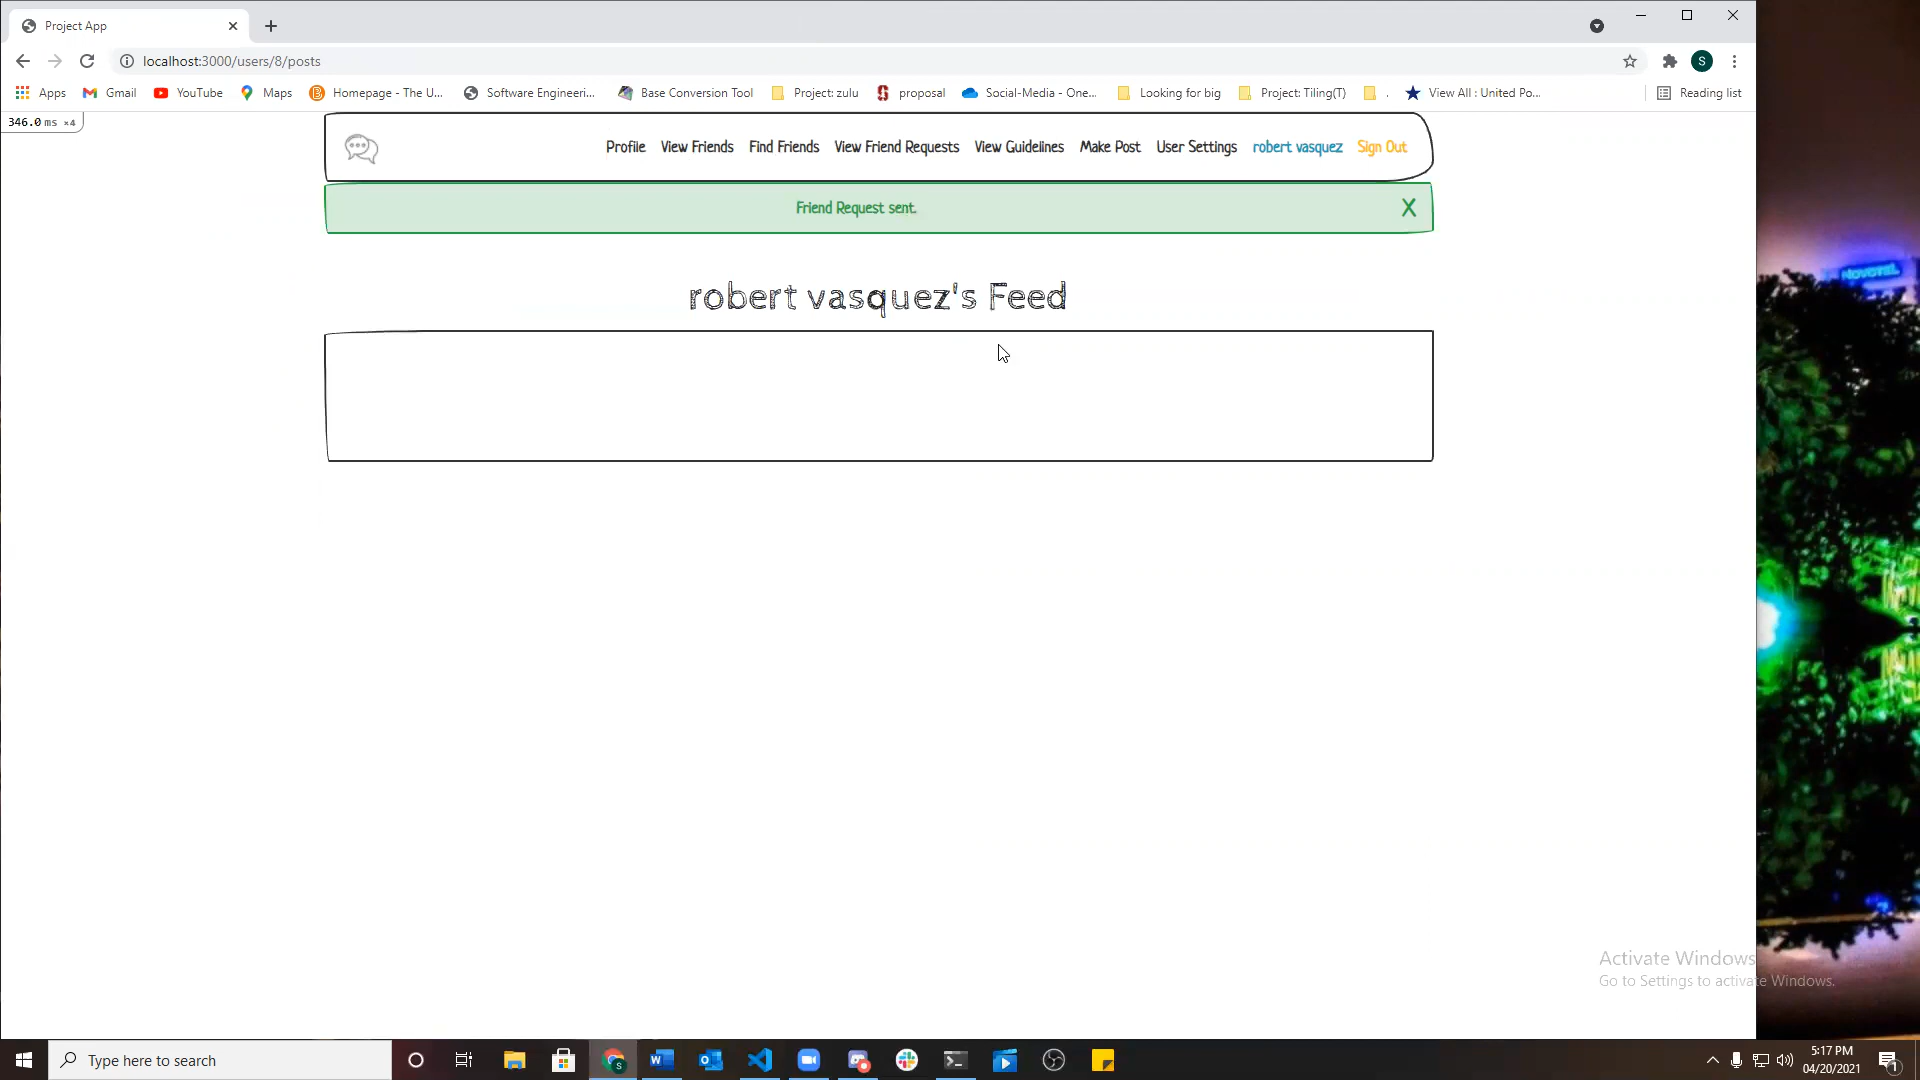 Project App
localhost:3000/users/8/posts
S
Apps Gmail YouTube Maps Homepage - The U... Software Engineeri... Base Conversion Tool Project: zulu proposal Social-Media - One... Looking for big Project: Tiling(T) . View All : United Po... Reading list
346.0 ms ×4
Profile View Friends Find Friends View Friend Requests View Guidelines Make Post User Settings robert vasquez Sign Out
Friend Request sent. X
robert vasquez's Feed
NOVOTEL
Activate Windows
Go to Settings to activate Windows.
Type here to search
5:17 PM
04/20/2021
1